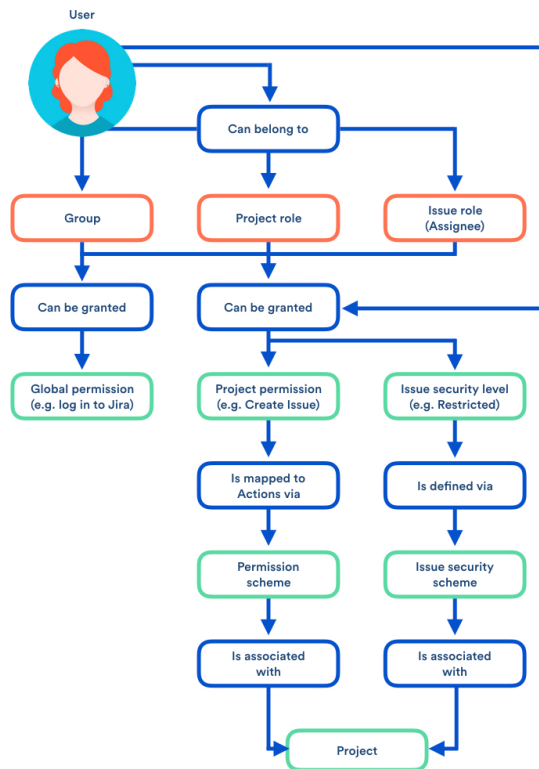 User
Can belong to
Group
Project role
Issue role
(Assignee)
Can be granted
Can be granted
Global permission
(e.g. log in to Jira)
Project permission
(e.g. Create Issue)
Issue security level
(e.g. Restricted)
Is mapped to
Actions via
Is defined via
Permission
scheme
Issue security
scheme
Is associated
with
Is associated
with
Project